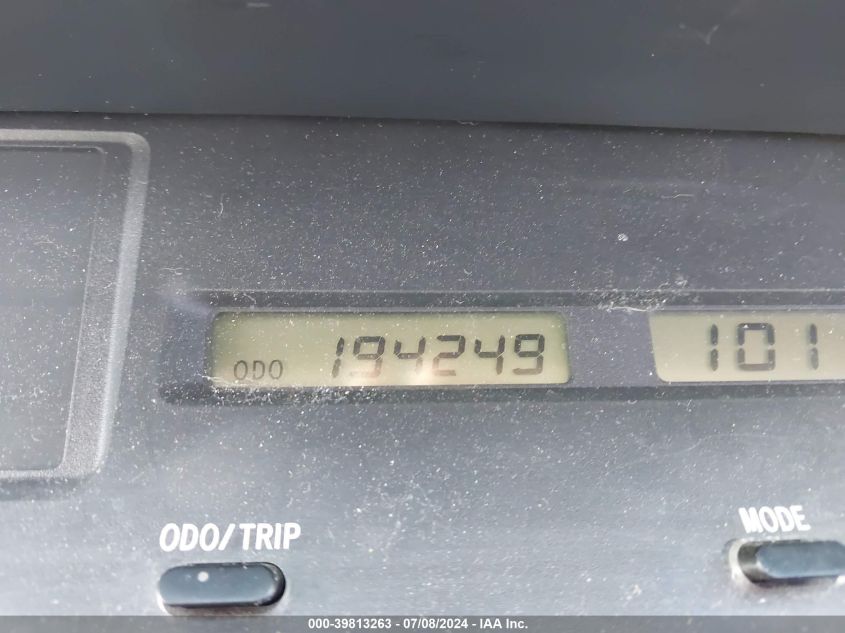 ODO 194249
101
ODO/TRIP
MODE
000-39813263 - 07/08/2024 - IAA Inc.